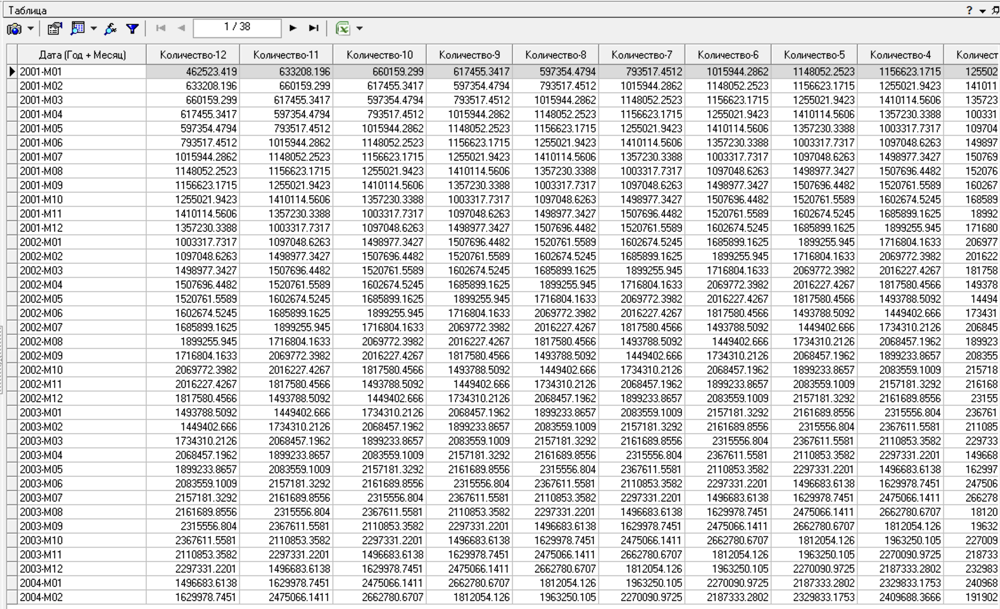 Таблица
?
1 / 38
Дата (Год + Месяц) Количество-12 Количество-11 Количество-10 Количество-9 Количество-8 Количество-7 Количество-6 Количество-5 Количество-4 Количест
2001-M01 462523.419 633208.196 660159.299 617455.3417 597354.4794 793517.4512 1015944.2862 1148052.2523 1156623.1715 125502
2001-M02 633208.196 660159.299 617455.3417 597354.4794 793517.4512 1015944.2862 1148052.2523 1156623.1715 1255021.9423 141011
2001-M03 660159.299 617455.3417 597354.4794 793517.4512 1015944.2862 1148052.2523 1156623.1715 1255021.9423 1410114.5606 135723
2001-M04 617455.3417 597354.4794 793517.4512 1015944.2862 1148052.2523 1156623.1715 1255021.9423 1410114.5606 1357230.3388 100331
2001-M05 597354.4794 793517.4512 1015944.2862 1148052.2523 1156623.1715 1255021.9423 1410114.5606 1357230.3388 1003317.7317 109704
2001-M06 793517.4512 1015944.2862 1148052.2523 1156623.1715 1255021.9423 1410114.5606 1357230.3388 1003317.7317 1097048.6263 149897
2001-M07 1015944.2862 1148052.2523 1156623.1715 1255021.9423 1410114.5606 1357230.3388 1003317.7317 1097048.6263 1498977.3427 150769
2001-M08 1148052.2523 1156623.1715 1255021.9423 1410114.5606 1357230.3388 1003317.7317 1097048.6263 1498977.3427 1507696.4482 152076
2001-M09 1156623.1715 1255021.9423 1410114.5606 1357230.3388 1003317.7317 1097048.6263 1498977.3427 1507696.4482 1520761.5589 160267
2001-M10 1255021.9423 1410114.5606 1357230.3388 1003317.7317 1097048.6263 1498977.3427 1507696.4482 1520761.5589 1602674.5245 168589
2001-M11 1410114.5606 1357230.3388 1003317.7317 1097048.6263 1498977.3427 1507696.4482 1520761.5589 1602674.5245 1685899.1625 18992
2001-M12 1357230.3388 1003317.7317 1097048.6263 1498977.3427 1507696.4482 1520761.5589 1602674.5245 1685899.1625 1899255.945 171680
2002-M01 1003317.7317 1097048.6263 1498977.3427 1507696.4482 1520761.5589 1602674.5245 1685899.1625 1899255.945 1716804.1633 206977
2002-M02 1097048.6263 1498977.3427 1507696.4482 1520761.5589 1602674.5245 1685899.1625 1899255.945 1716804.1633 2069772.3982 201622
2002-M03 1498977.3427 1507696.4482 1520761.5589 1602674.5245 1685899.1625 1899255.945 1716804.1633 2069772.3982 2016227.4267 181758
2002-M04 1507696.4482 1520761.5589 1602674.5245 1685899.1625 1899255.945 1716804.1633 2069772.3982 2016227.4267 1817580.4566 149378
2002-M05 1520761.5589 1602674.5245 1685899.1625 1899255.945 1716804.1633 2069772.3982 2016227.4267 1817580.4566 1493788.5092 14494
2002-M06 1602674.5245 1685899.1625 1899255.945 1716804.1633 2069772.3982 2016227.4267 1817580.4566 1493788.5092 1449402.666 173431
2002-M07 1685899.1625 1899255.945 1716804.1633 2069772.3982 2016227.4267 1817580.4566 1493788.5092 1449402.666 1734310.2126 206845
2002-M08 1899255.945 1716804.1633 2069772.3982 2016227.4267 1817580.4566 1493788.5092 1449402.666 1734310.2126 2068457.1962 189923
2002-M09 1716804.1633 2069772.3982 2016227.4267 1817580.4566 1493788.5092 1449402.666 1734310.2126 2068457.1962 1899233.8657 208355
2002-M10 2069772.3982 2016227.4267 1817580.4566 1493788.5092 1449402.666 1734310.2126 2068457.1962 1899233.8657 2083559.1009 215718
2002-M11 2016227.4267 1817580.4566 1493788.5092 1449402.666 1734310.2126 2068457.1962 1899233.8657 2083559.1009 2157181.3292 216168
2002-M12 1817580.4566 1493788.5092 1449402.666 1734310.2126 2068457.1962 1899233.8657 2083559.1009 2157181.3292 2161689.8556 23155
2003-M01 1493788.5092 1449402.666 1734310.2126 2068457.1962 1899233.8657 2083559.1009 2157181.3292 2161689.8556 2315556.804 236761
2003-M02 1449402.666 1734310.2126 2068457.1962 1899233.8657 2083559.1009 2157181.3292 2161689.8556 2315556.804 2367611.5581 211085
2003-M03 1734310.2126 2068457.1962 1899233.8657 2083559.1009 2157181.3292 2161689.8556 2315556.804 2367611.5581 2110853.3582 229733
2003-M04 2068457.1962 1899233.8657 2083559.1009 2157181.3292 2161689.8556 2315556.804 2367611.5581 2110853.3582 2297331.2201 149668
2003-M05 1899233.8657 2083559.1009 2157181.3292 2161689.8556 2315556.804 2367611.5581 2110853.3582 2297331.2201 1496683.6138 162997
2003-M06 2083559.1009 2157181.3292 2161689.8556 2315556.804 2367611.5581 2110853.3582 2297331.2201 1496683.6138 1629978.7451 247506
2003-M07 2157181.3292 2161689.8556 2315556.804 2367611.5581 2110853.3582 2297331.2201 1496683.6138 1629978.7451 2475066.1411 266278
2003-M08 2161689.8556 2315556.804 2367611.5581 2110853.3582 2297331.2201 1496683.6138 1629978.7451 2475066.1411 2662780.6707 18120
2003-M09 2315556.804 2367611.5581 2110853.3582 2297331.2201 1496683.6138 1629978.7451 2475066.1411 2662780.6707 1812054.126 19632
2003-M10 2367611.5581 2110853.3582 2297331.2201 1496683.6138 1629978.7451 2475066.1411 2662780.6707 1812054.126 1963250.105 227009
2003-M11 2110853.3582 2297331.2201 1496683.6138 1629978.7451 2475066.1411 2662780.6707 1812054.126 1963250.105 2270090.9725 218733
2003-M12 2297331.2201 1496683.6138 1629978.7451 2475066.1411 2662780.6707 1812054.126 1963250.105 2270090.9725 2187333.2802 232983
2004-M01 1496683.6138 1629978.7451 2475066.1411 2662780.6707 1812054.126 1963250.105 2270090.9725 2187333.2802 2329833.1753 240968
2004-M02 1629978.7451 2475066.1411 2662780.6707 1812054.126 1963250.105 2270090.9725 2187333.2802 2329833.1753 2409688.3666 191902